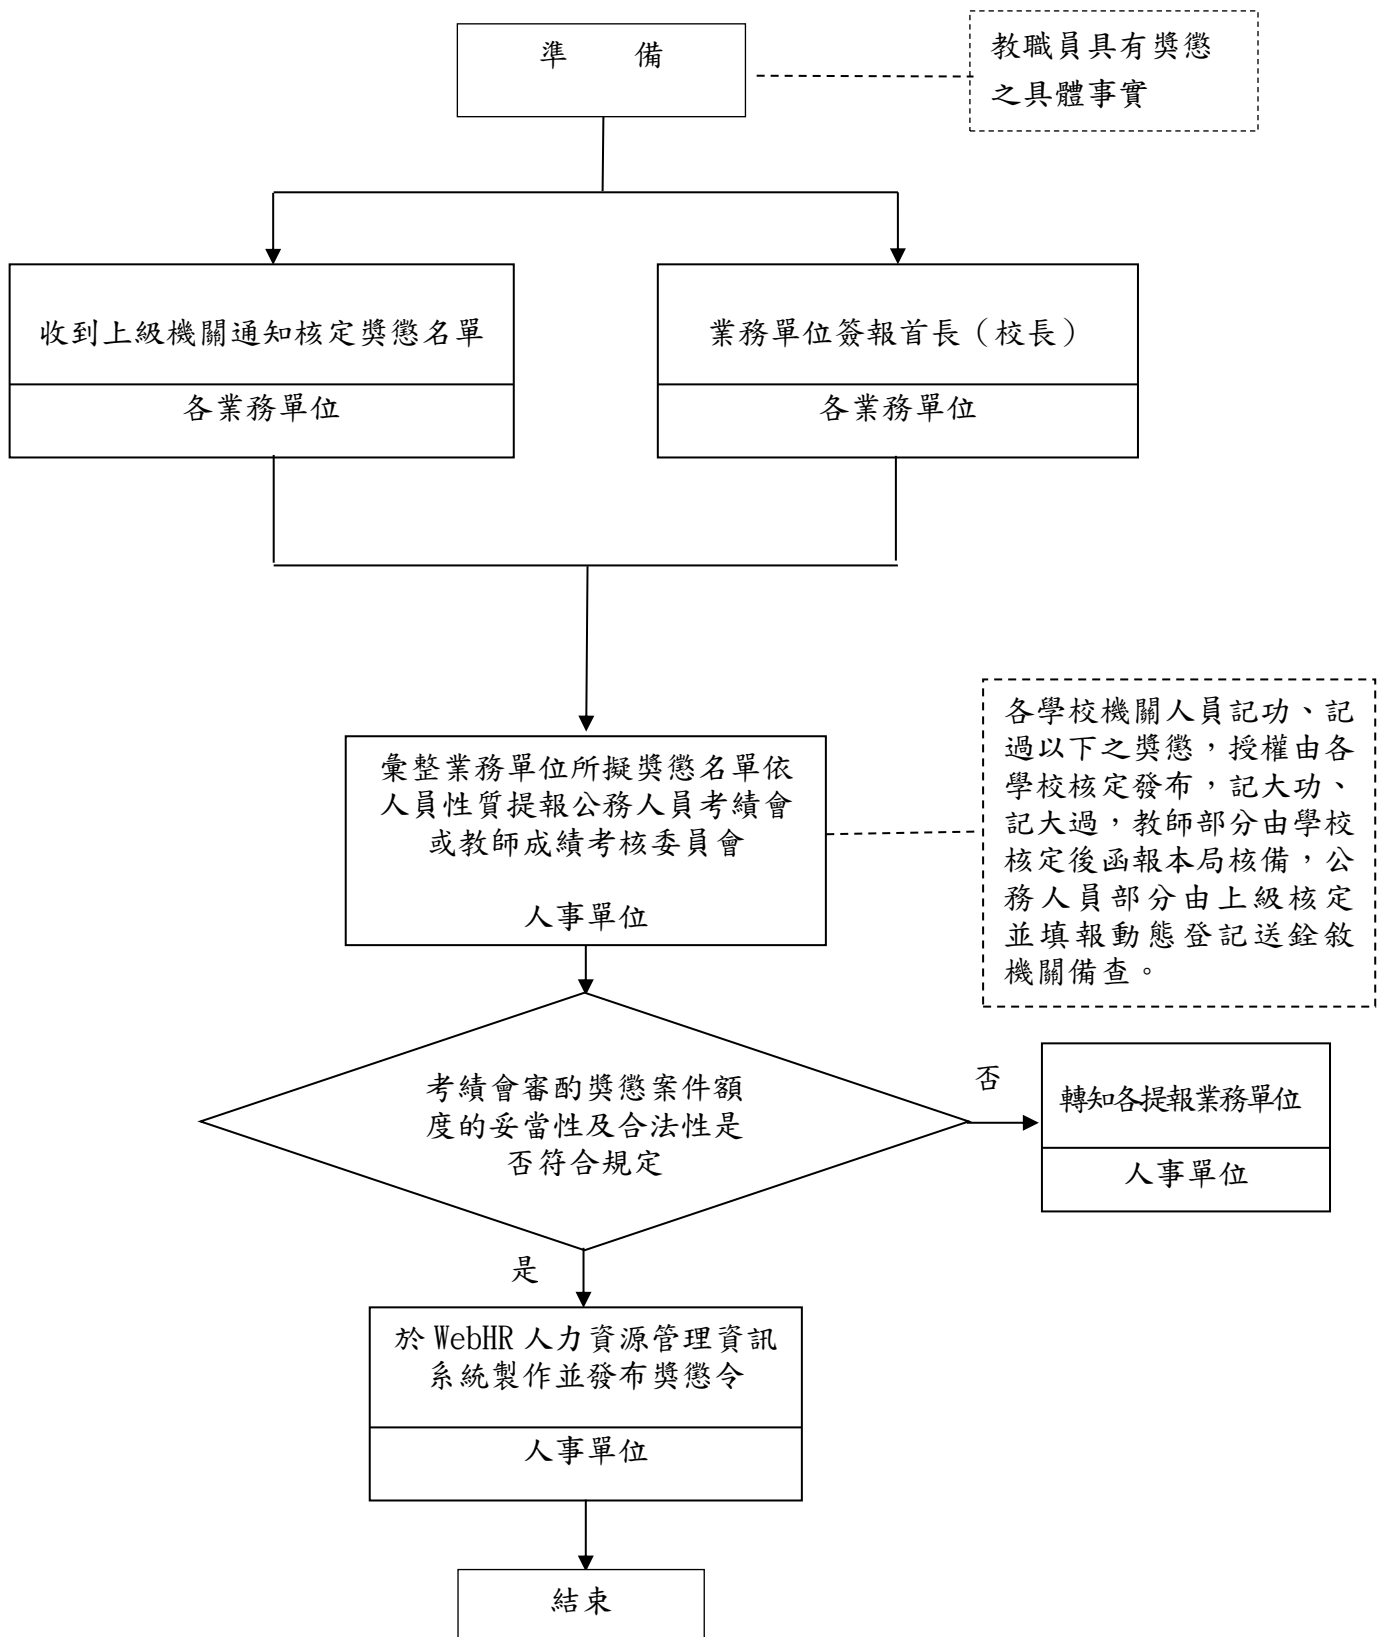 準　　備
教職員具有獎懲
之具體事實
收到上級機關通知核定獎懲名單
各業務單位
業務單位簽報首長（校長）
各業務單位
彙整業務單位所擬獎懲名單依
人員性質提報公務人員考績會
或教師成績考核委員會
人事單位
各學校機關人員記功、記
過以下之獎懲，授權由各
學校核定發布，記大功、
記大過，教師部分由學校
核定後函報本局核備，公
務人員部分由上級核定
並填報動態登記送銓敘
機關備查。
考績會審酌獎懲案件額
度的妥當性及合法性是
否符合規定
否
轉知各提報業務單位
人事單位
是
於 WebHR 人力資源管理資訊
系統製作並發布獎懲令
人事單位
結束